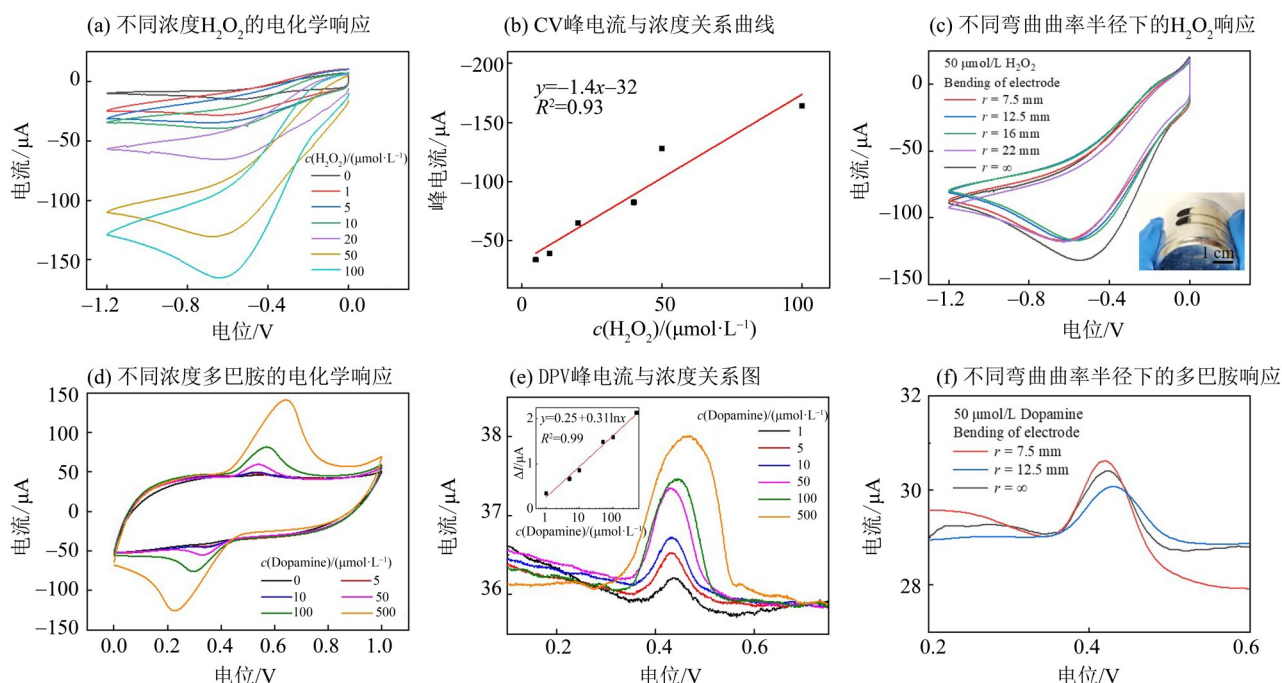 (a) 不同浓度H₂O₂的电化学响应
0
−50
−100
−150
电流/μA
c(H₂O₂)/(μmol·L⁻¹)
0
1
5
10
20
50
100
−1.2
−0.8
−0.4
0.0
电位/V
(b) CV峰电流与浓度关系曲线
−200
−150
−100
−50
峰电流/μA
y=−1.4x−32
R²=0.93
0
50
100
c(H₂O₂)/(μmol·L⁻¹)
(c) 不同弯曲曲率半径下的H₂O₂响应
50 μmol/L H₂O₂
Bending of electrode
r = 7.5 mm
r = 12.5 mm
r = 16 mm
r = 22 mm
r = ∞
0
−50
−100
−150
电流/μA
1 cm
−1.2
−0.8
−0.4
0.0
电位/V
(d) 不同浓度多巴胺的电化学响应
150
100
50
0
−50
−100
−150
电流/μA
c(Dopamine)/(μmol·L⁻¹)
0 5
10 50
100 500
0.0
0.2
0.4
0.6
0.8
1.0
电位/V
(e) DPV峰电流与浓度关系图
38
37
36
电流/μA
y=0.25+0.31lnx
R²=0.99
2
1
0
ΔI/μA
1
10
100
c(Dopamine)/(μmol·L⁻¹)
c(Dopamine)/(μmol·L⁻¹)
1
5
10
50
100
500
0.2
0.4
0.6
电位/V
(f) 不同弯曲曲率半径下的多巴胺响应
50 μmol/L Dopamine
Bending of electrode
r = 7.5 mm
r = 12.5 mm
r = ∞
32
30
28
26
电流/μA
0.2
0.4
0.6
电位/V